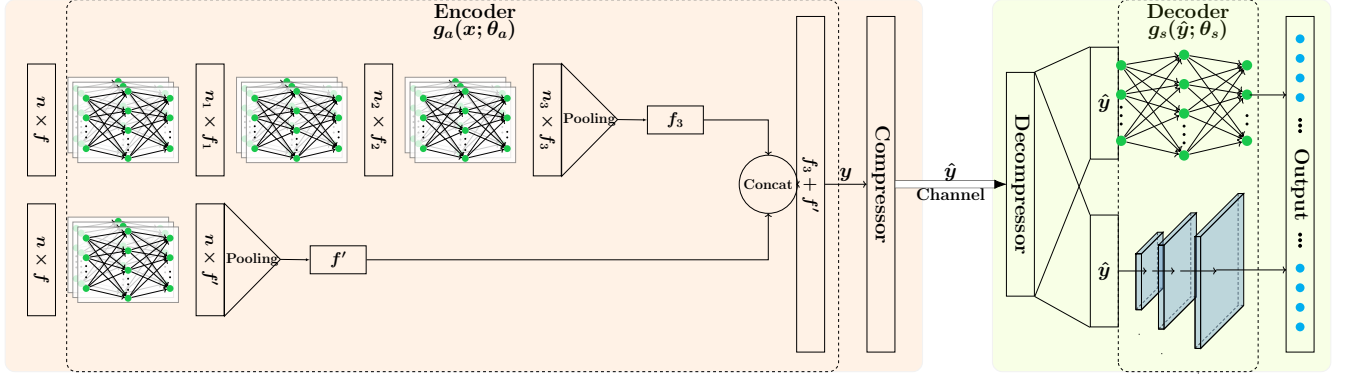 Encoder
g_a(x; θ_a)
n × f
n_1 × f_1
n_2 × f_2
n_3 × f_3
Pooling
f_3
n × f
n × f'
Pooling
f'
Concat
f_3 + f'
y
Compressor
ŷ
Channel
Decompressor
ŷ
ŷ
Decoder
g_s(ŷ; θ_s)
... Output ...